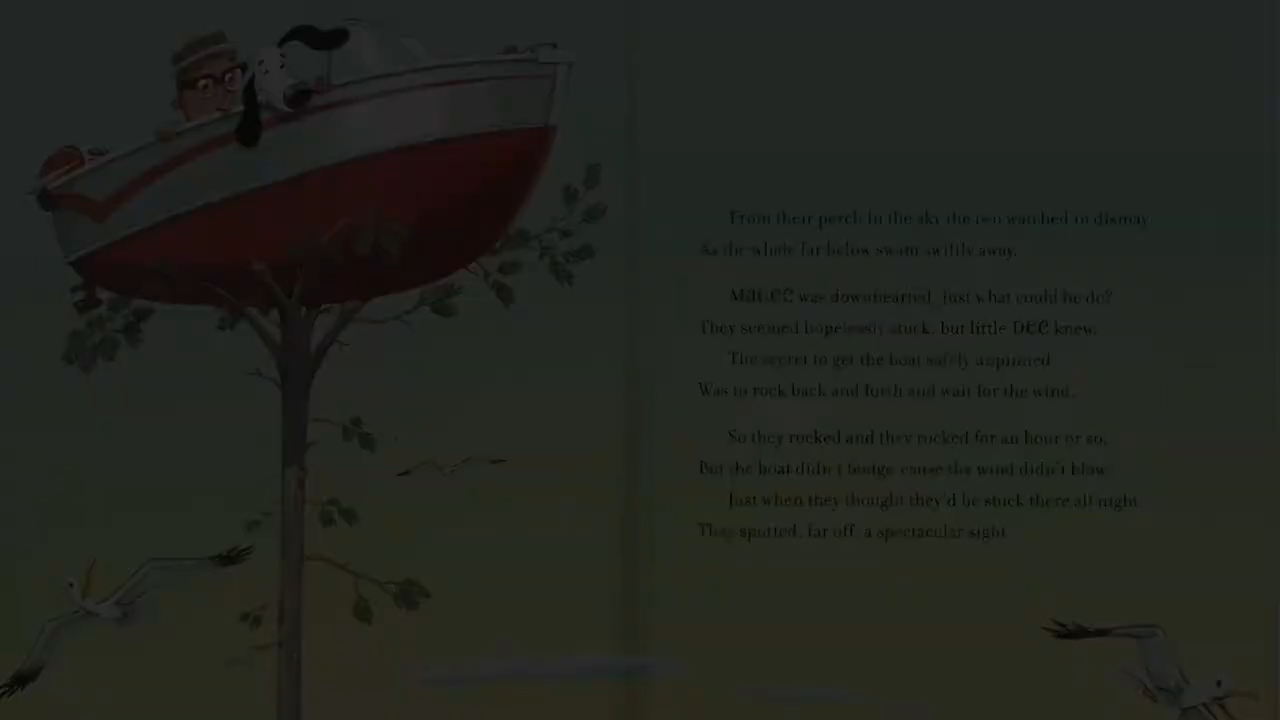 From their perch in the sky the two watched in dismay
As the whale far below swam swiftly away.
was downhearted. Just what could he do?
They seemed hopelessly stuck, but little DEE knew.
The secret to get the boat safely unpinned
Was to rock back and forth and wait for the wind.
So they rocked and they rocked for an hour or so,
But the boat didn't budge cause the wind didn't blow.
Just when they thought they'd be stuck there all night
They spotted, far off, a spectacular sight